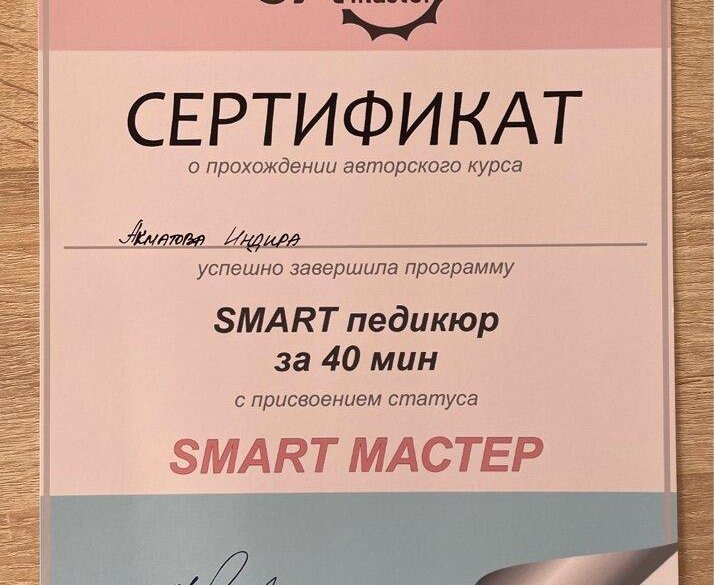 СЕРТИФИКАТ
о прохождении авторского курса
Акматова Индира
успешно завершила программу
SMART педикюр
за 40 мин
с присвоением статуса
SMART МАСТЕР